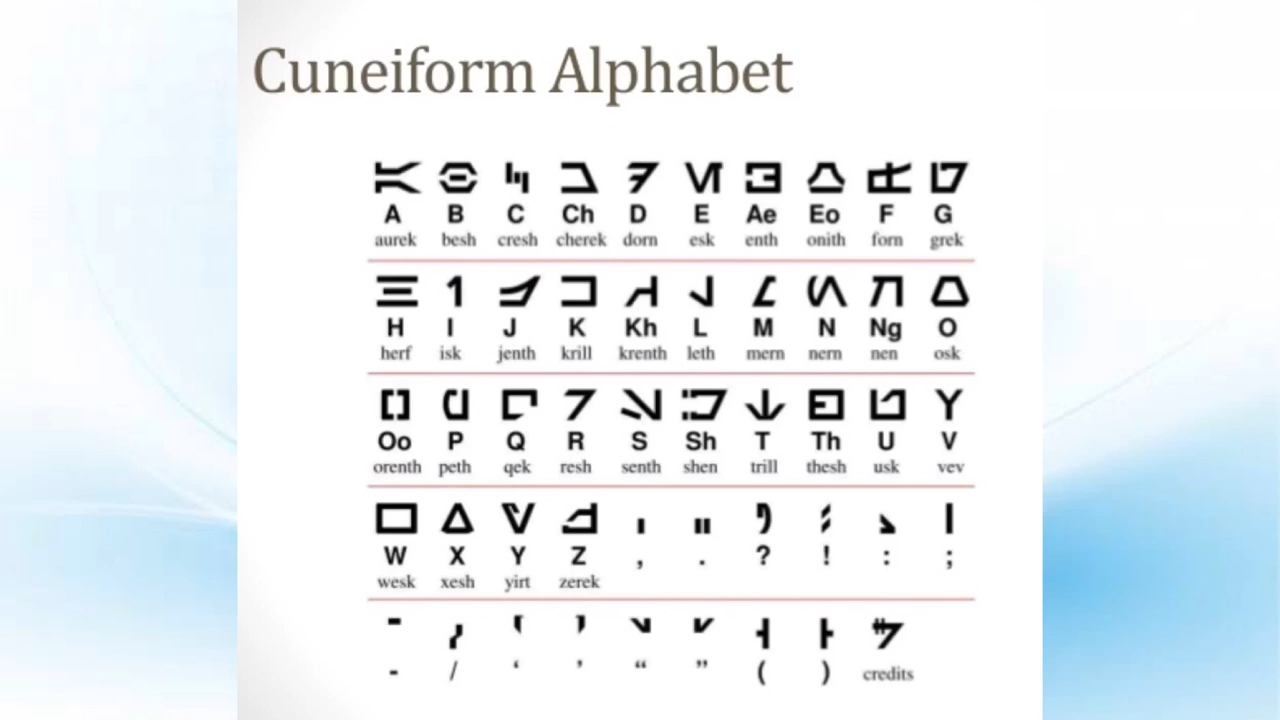 Cuneiform Alphabet
A B C Ch D E Ae Eo F G
aurek besh cresh cherek dorn esk enth onith forn grek
H I J K Kh L M N Ng O
herf isk jenth krill krenth leth mern nern nen osk
Oo P Q R S Sh T Th U V
orenth peth qek resh senth shen trill thesh usk vev
W X Y Z , . ? ! : ;
wesk xesh yirt zerek
- / ‘ ’ “ ” ( ) credits